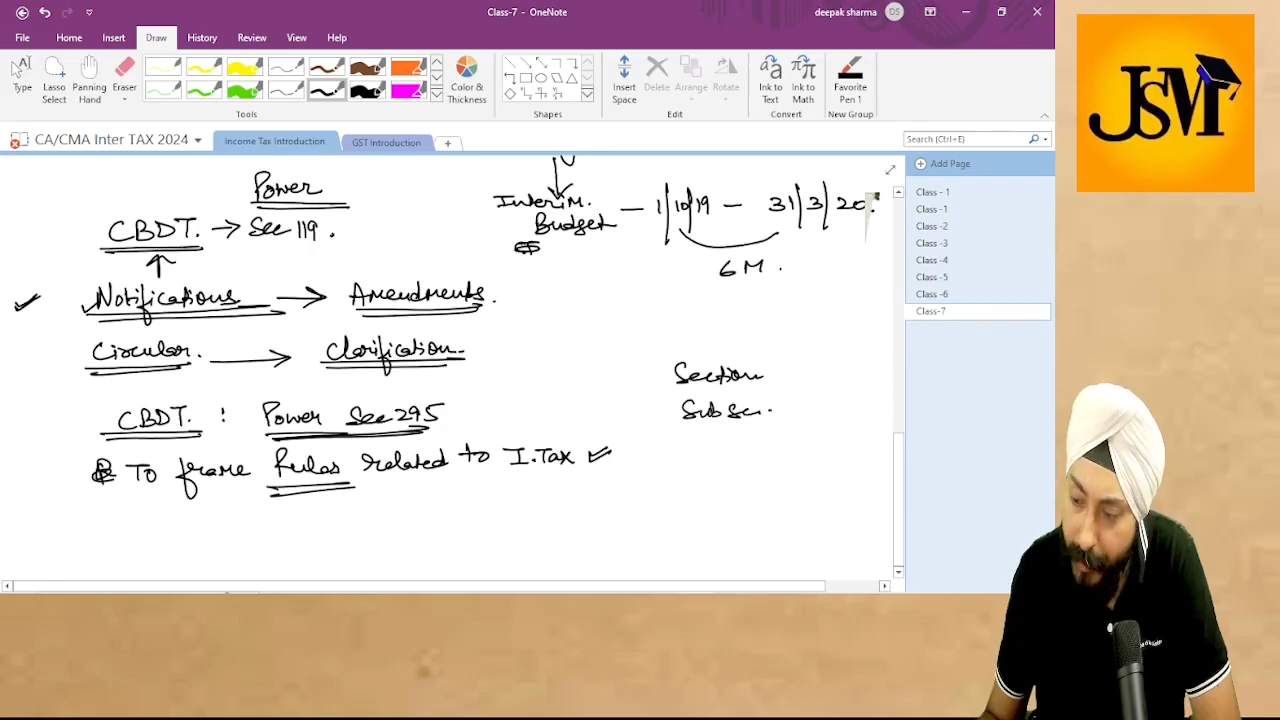 Class-7 - OneNote
deepak sharma
DS
File Home Insert Draw History Review View Help
Type
Lasso Select
Panning Hand
Eraser
Color & Thickness
Insert Space
Delete
Arrange
Rotate
Ink to Text
Ink to Math
Favorite Pen 1
Tools
Shapes
Edit
Convert
New Group
CA/CMA Inter TAX 2024
Income Tax Introduction
GST Introduction
Search (Ctrl+E)
Add Page
Class - 1
Class -1
Class -2
Class -3
Class -4
Class -5
Class -6
Class-7
JSM
Power
CBDT. → Sec 119.
Notifications → Amendments.
Circular. → Clarification.
CBDT. : Power Sec 295
To frame Rules related to I.Tax
Interim. Budget — 1/10/19 — 31/3/20.
6 M.
Section
Subsec.